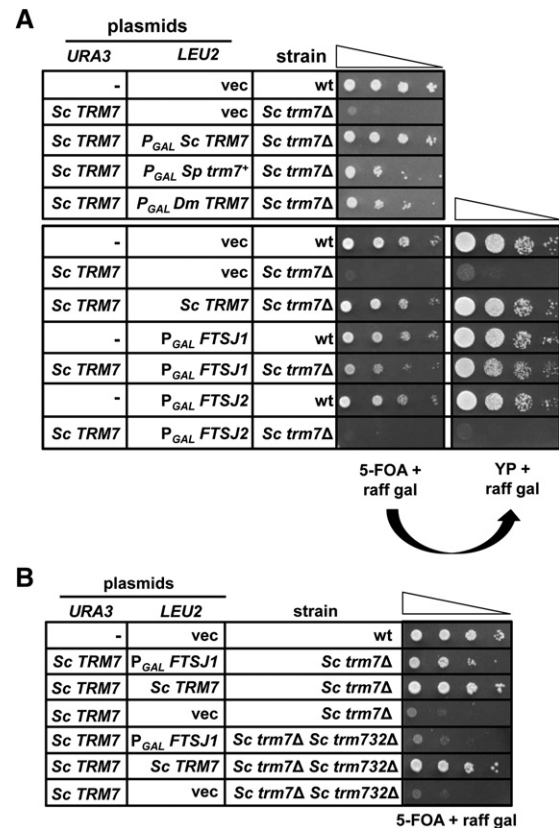 A
plasmids
URA3 LEU2 strain
- vec wt
Sc TRM7 vec Sc trm7Δ
Sc TRM7 PGAL Sc TRM7 Sc trm7Δ
Sc TRM7 PGAL Sp trm7+ Sc trm7Δ
Sc TRM7 PGAL Dm TRM7 Sc trm7Δ
- vec wt
Sc TRM7 vec Sc trm7Δ
Sc TRM7 Sc TRM7 Sc trm7Δ
- PGAL FTSJ1 wt
Sc TRM7 PGAL FTSJ1 Sc trm7Δ
- PGAL FTSJ2 wt
Sc TRM7 PGAL FTSJ2 Sc trm7Δ
5-FOA + YP +
raff gal raff gal
B
plasmids
URA3 LEU2 strain
- vec wt
Sc TRM7 PGAL FTSJ1 Sc trm7Δ
Sc TRM7 Sc TRM7 Sc trm7Δ
Sc TRM7 vec Sc trm7Δ
Sc TRM7 PGAL FTSJ1 Sc trm7Δ Sc trm732Δ
Sc TRM7 Sc TRM7 Sc trm7Δ Sc trm732Δ
Sc TRM7 vec Sc trm7Δ Sc trm732Δ
5-FOA + raff gal